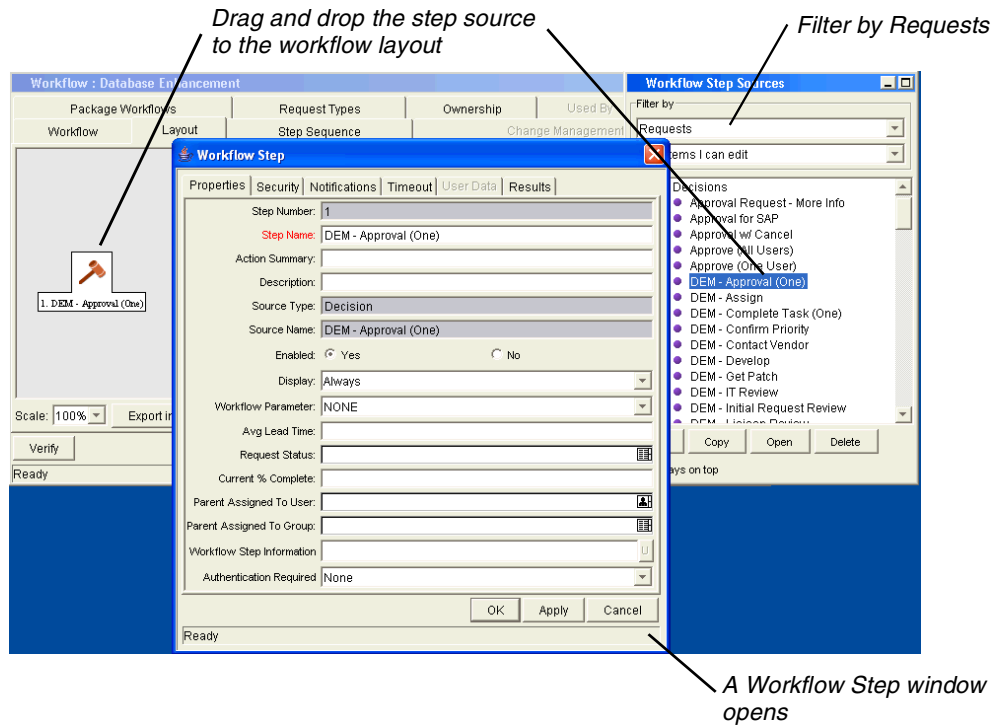 Drag and drop the step source
to the workflow layout
Filter by Requests
Workflow : Database Enhancement
Package Workflows
Request Types
Ownership
Used By
Workflow
Layout
Step Sequence
Change Management
Workflow Step Sources
Filter by
Requests
ems I can edit
Decisions
Approval Request - More Info
Approval for SAP
Approval w/ Cancel
Approve (All Users)
Approve (One User)
DEM - Approval (One)
DEM - Assign
DEM - Complete Task (One)
DEM - Confirm Priority
DEM - Contact Vendor
DEM - Develop
DEM - Get Patch
DEM - IT Review
DEM - Initial Request Review
DEM - Liaison Review
Copy
Open
Delete
ays on top
1. DEM - Approval (One)
Scale:
100%
Export in
Verify
Ready
Workflow Step
Properties
Security
Notifications
Timeout
User Data
Results
Step Number: 1
Step Name: DEM - Approval (One)
Action Summary:
Description:
Source Type: Decision
Source Name: DEM - Approval (One)
Enabled: Yes No
Display: Always
Workflow Parameter: NONE
Avg Lead Time:
Request Status:
Current % Complete:
Parent Assigned To User:
Parent Assigned To Group:
Workflow Step Information
U
Authentication Required None
OK
Apply
Cancel
Ready
A Workflow Step window
opens